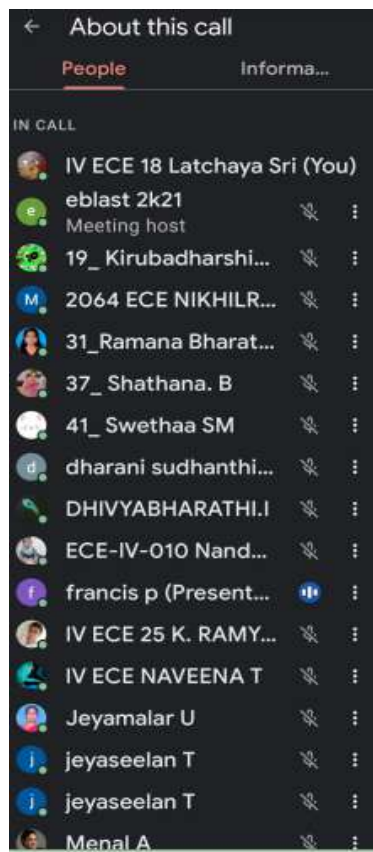 ← About this call
People Informa...
IN CALL
IV ECE 18 Latchaya Sri (You)
e eblast 2k21
Meeting host
19_ Kirubadharshi...
M 2064 ECE NIKHILR...
31_Ramana Bharat...
37_ Shathana. B
41_ Swethaa SM
d dharani sudhanthi...
DHIVYABHARATHI.I
ECE-IV-010 Nand...
f francis p (Present...
IV ECE 25 K. RAMY...
IV ECE NAVEENA T
Jeyamalar U
j jeyaseelan T
j jeyaseelan T
Menal A